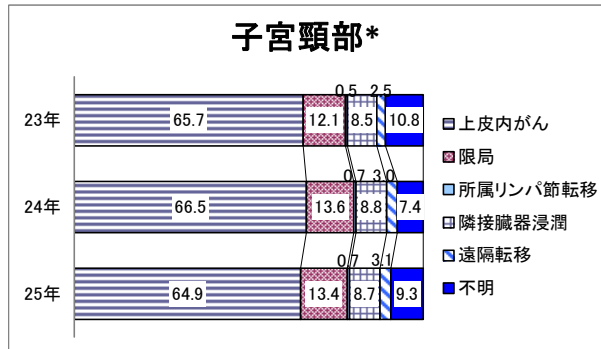 子宮頸部*
0.5 2.5
23年 65.7 12.1 8.5 10.8
0.7 3.0
24年 66.5 13.6 8.8 7.4
0.7 3.1
25年 64.9 13.4 8.7 9.3
上皮内がん
限局
所属リンパ節転移
隣接臓器浸潤
遠隔転移
不明